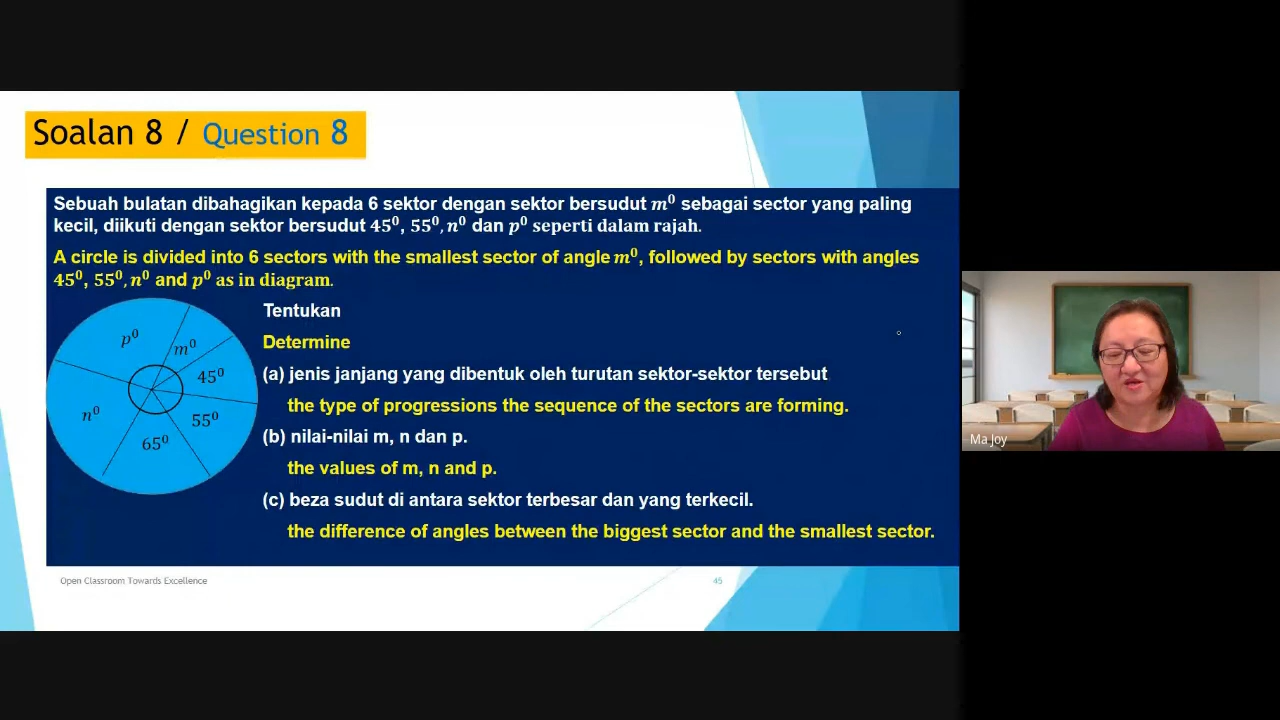 Soalan 8 / Question 8
Sebuah bulatan dibahagikan kepada 6 sektor dengan sektor bersudut m⁰ sebagai sector yang paling
kecil, diikuti dengan sektor bersudut 45⁰, 55⁰, n⁰ dan p⁰ seperti dalam rajah.
A circle is divided into 6 sectors with the smallest sector of angle m⁰, followed by sectors with angles
45⁰, 55⁰, n⁰ and p⁰ as in diagram.
p⁰
m⁰
45⁰
n⁰
55⁰
65⁰
Tentukan
Determine
(a) jenis janjang yang dibentuk oleh turutan sektor-sektor tersebut
the type of progressions the sequence of the sectors are forming.
(b) nilai-nilai m, n dan p.
the values of m, n and p.
(c) beza sudut di antara sektor terbesar dan yang terkecil.
the difference of angles between the biggest sector and the smallest sector.
Open Classroom Towards Excellence
45
Ma Joy